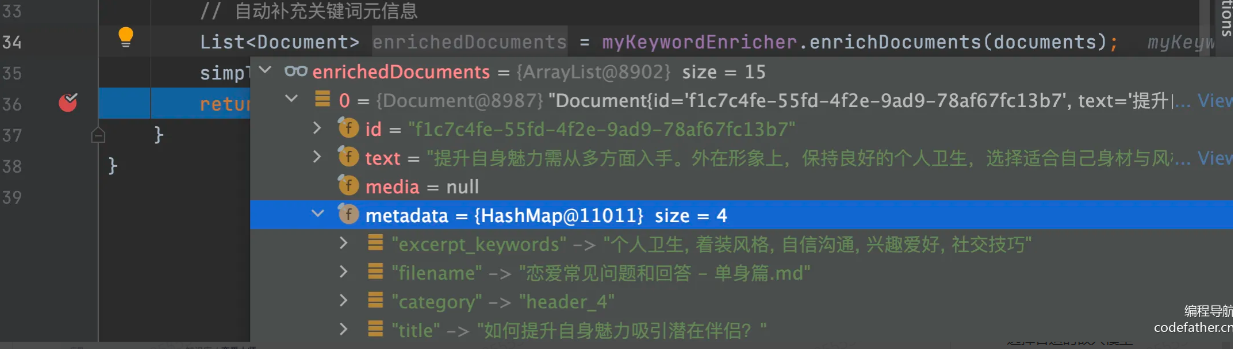 33 // 自动补充关键词元信息
34 List<Document> enrichedDocuments = myKeywordEnricher.enrichDocuments(documents); myKeyw
35 simpl
enrichedDocuments = {ArrayList@8902} size = 15
0 = {Document@8987} "Document{id='f1c7c4fe-55fd-4f2e-9ad9-78af67fc13b7', text='提升自... View
36 retur
id = "f1c7c4fe-55fd-4f2e-9ad9-78af67fc13b7"
37 }
text = "提升自身魅力需从多方面入手。外在形象上，保持良好的个人卫生，选择适合自己身材与风格... View
38 }
media = null
39
metadata = {HashMap@11011} size = 4
"excerpt_keywords" -> "个人卫生, 着装风格, 自信沟通, 兴趣爱好, 社交技巧"
"filename" -> "恋爱常见问题和回答 - 单身篇.md"
"category" -> "header_4"
"title" -> "如何提升自身魅力吸引潜在伴侣？"
编程导航
codefather.cn
tions